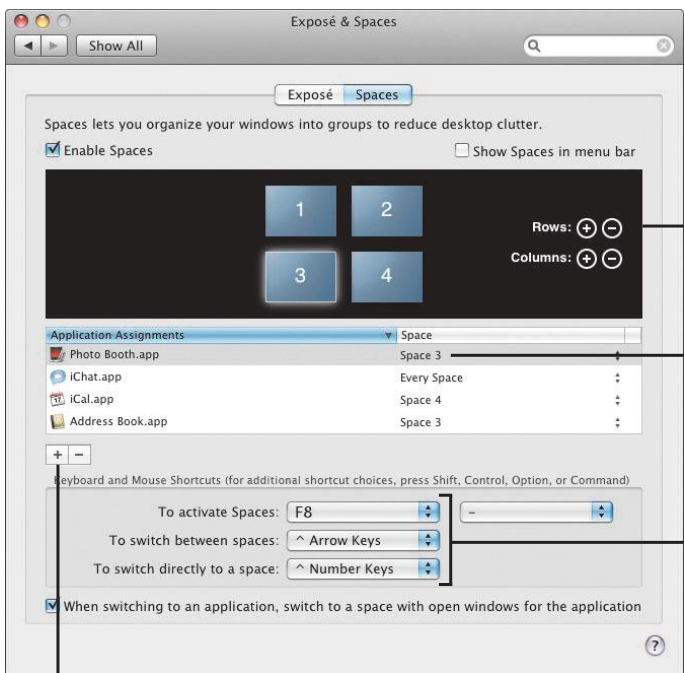 Exposé & Spaces
Show All
Exposé Spaces
Spaces lets you organize your windows into groups to reduce desktop clutter.
Enable Spaces
Show Spaces in menu bar
1 2
Rows:
Columns:
3 4
Application Assignments Space
Photo Booth.app Space 3
iChat.app Every Space
17 iCal.app Space 4
Address Book.app Space 3
+ −
Keyboard and Mouse Shortcuts (for additional shortcut choices, press Shift, Control, Option, or Command)
To activate Spaces: F8 –
To switch between spaces: ^ Arrow Keys
To switch directly to a space: ^ Number Keys
When switching to an application, switch to a space with open windows for the application
?